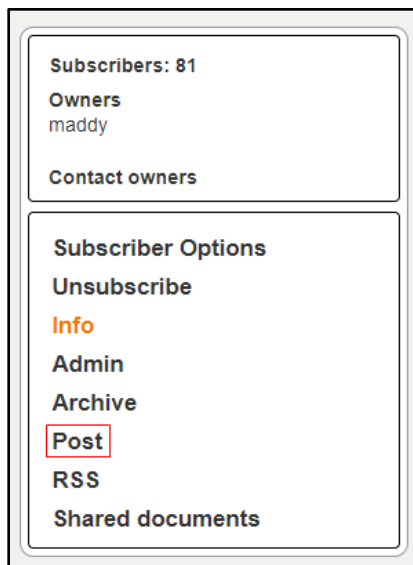 Subscribers: 81
Owners
maddy
Contact owners
Subscriber Options
Unsubscribe
Info
Admin
Archive
Post
RSS
Shared documents